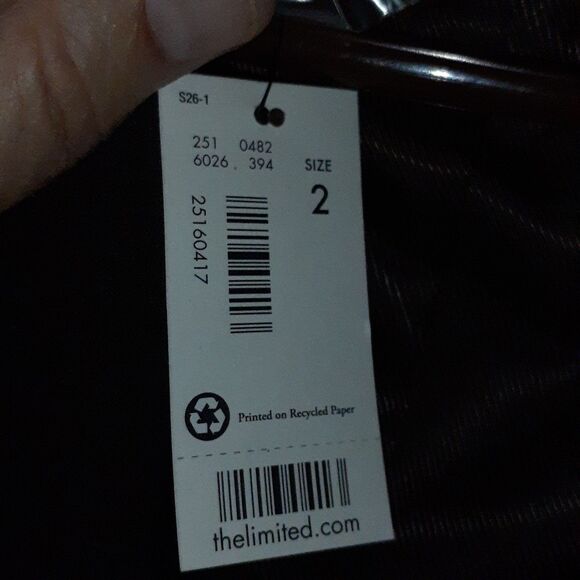 S26-1
251 0482
6026. 394
SIZE
2
25160417
Printed on Recycled Paper
thelimited.com